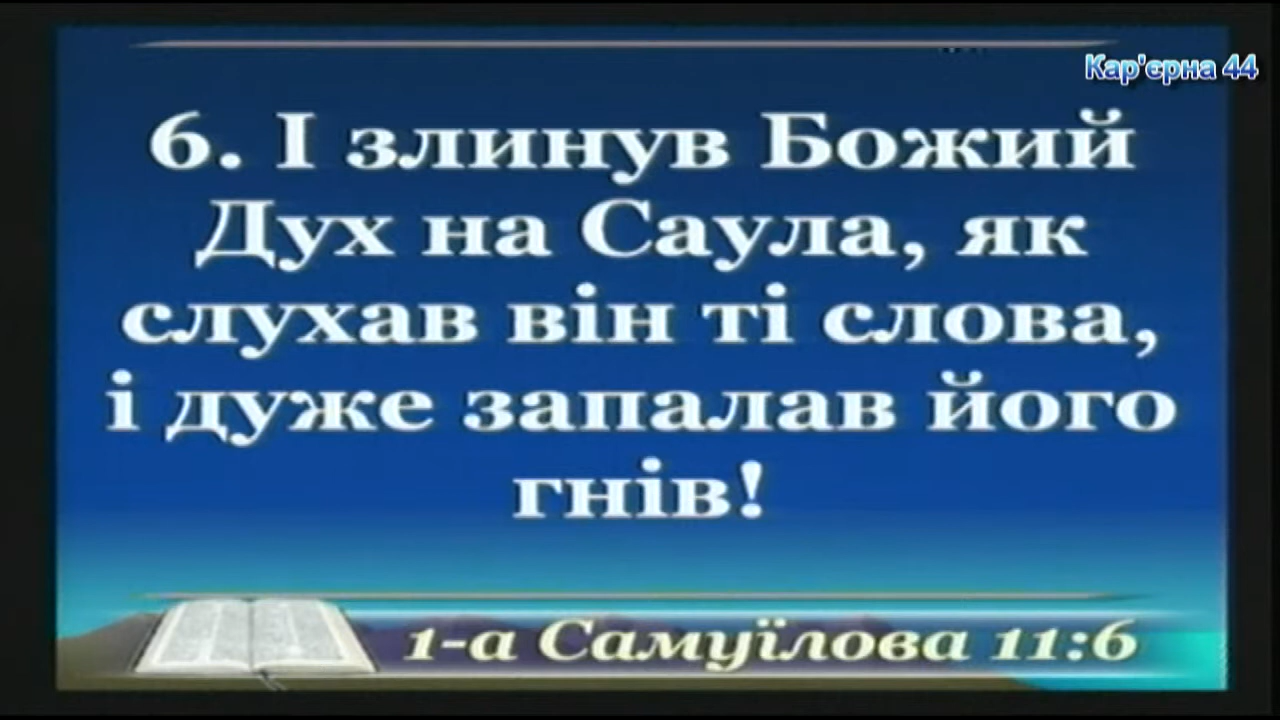 Кар'єрна 44
6. І злинув Божий
Дух на Саула, як
слухав він ті слова,
і дуже запалав його
гнів!
1-а Самуїлова 11:6